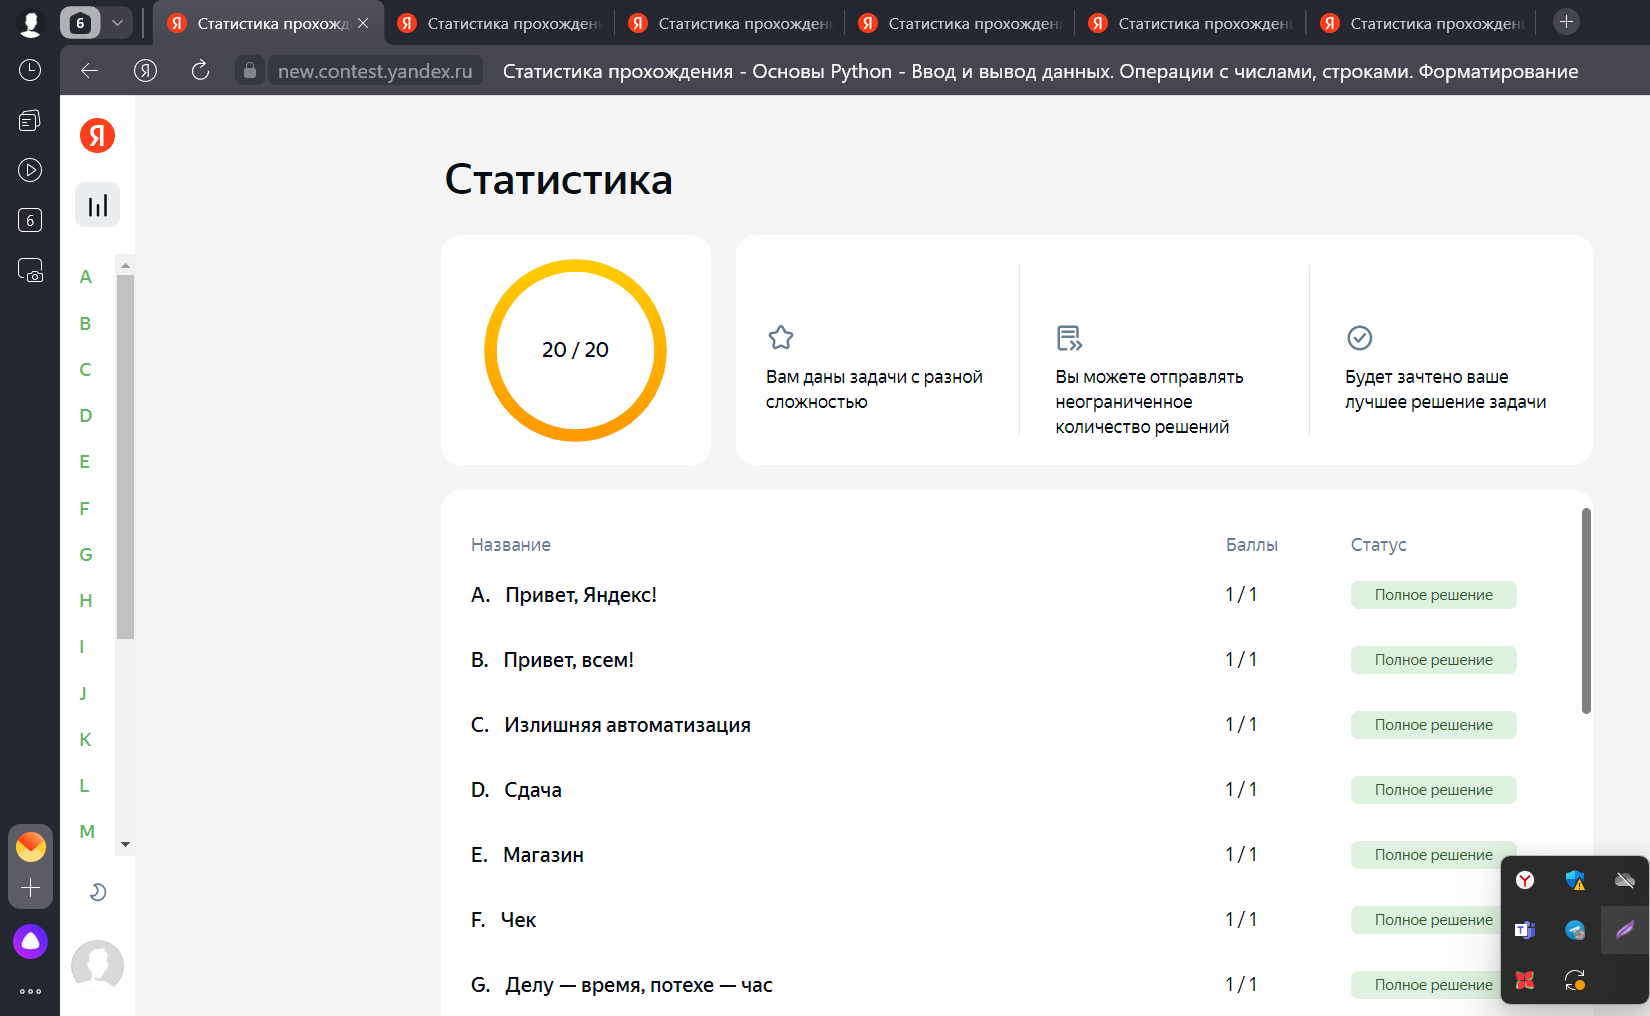 6
Статистика прохожд
Статистика прохожден
Статистика прохожден
Статистика прохожден
Статистика прохожден
Статистика прохожден
new.contest.yandex.ru
Статистика прохождения - Основы Python - Ввод и вывод данных. Операции с числами, строками. Форматирование
6
A
B
C
D
E
F
G
H
I
J
K
L
M
Статистика
20 / 20
Вам даны задачи с разной
сложностью
Вы можете отправлять
неограниченное
количество решений
Будет зачтено ваше
лучшее решение задачи
Название Баллы Статус
A. Привет, Яндекс! 1 / 1 Полное решение
B. Привет, всем! 1 / 1 Полное решение
C. Излишняя автоматизация 1 / 1 Полное решение
D. Сдача 1 / 1 Полное решение
E. Магазин 1 / 1 Полное решение
F. Чек 1 / 1 Полное решение
G. Делу — время, потехе — час 1 / 1 Полное решение